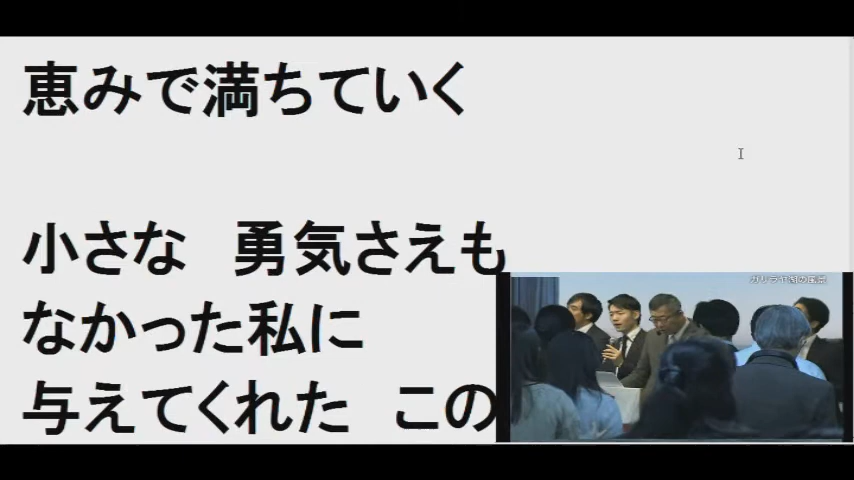 恵みで満ちていく
小さな　勇気さえも
なかった私に
与えてくれた　この